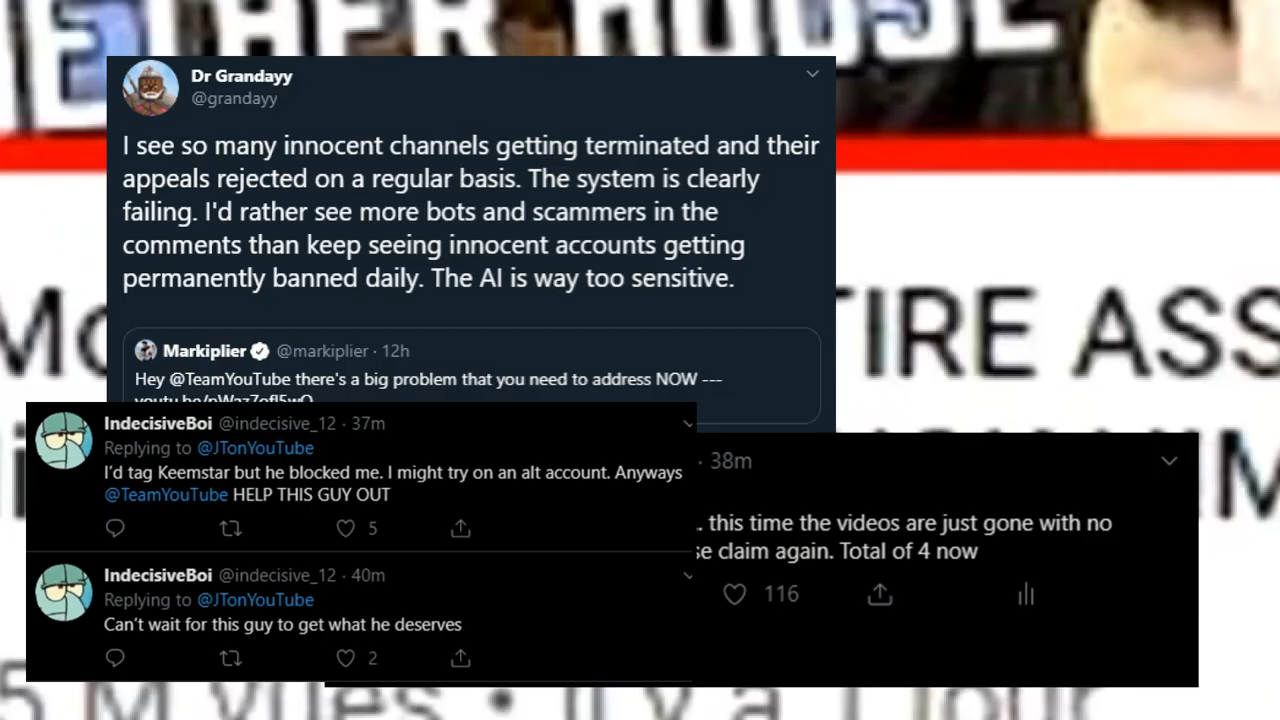 ETHER HOUSE
Dr Grandayy
@grandayy
I see so many innocent channels getting terminated and their
appeals rejected on a regular basis. The system is clearly
failing. I'd rather see more bots and scammers in the
comments than keep seeing innocent accounts getting
permanently banned daily. The AI is way too sensitive.
Markiplier @markiplier · 12h
Hey @TeamYouTube there's a big problem that you need to address NOW ---
TIRE ASS
IndecisiveBoi @indecisive_12 · 37m
Replying to @JTonYouTube
I'd tag Keemstar but he blocked me. I might try on an alt account. Anyways
@TeamYouTube HELP THIS GUY OUT
5
IndecisiveBoi @indecisive_12 · 40m
Replying to @JTonYouTube
Can't wait for this guy to get what he deserves
2
· 38m
. this time the videos are just gone with no
se claim again. Total of 4 now
116
5 M vues • il y a 1 jour